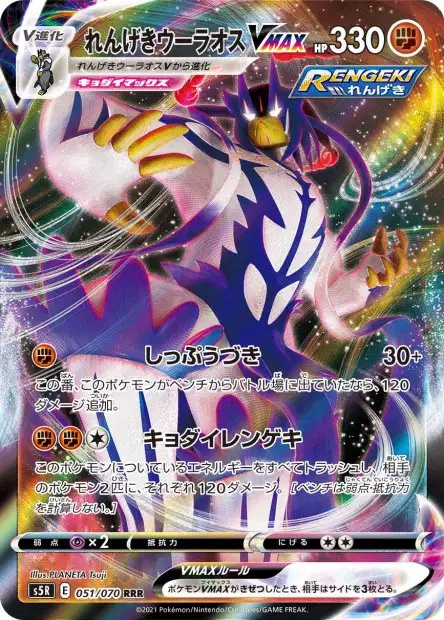 V進化
れんげきウーラオスVMAX HP330
れんげきウーラオスVから進化
キョダイマックス
RENGEKI
れんげき
しっぷうづき 30+
この番、このポケモンがベンチからバトル場に出ていたなら、120
ダメージ追加。
キョダイレンゲキ
このポケモンについているエネルギーをすべてトラッシュし、相手
のポケモン2匹に、それぞれ120ダメージ。[ベンチは弱点・抵抗力
を計算しない。]
弱点 ×2 抵抗力 にげる
Illus.PLANETA Tsuji
VMAXルール
s5R E 051/070 RRR
ポケモンVMAXがきぜつしたとき、相手はサイドを3枚とる。
©2021 Pokémon/Nintendo/Creatures/GAME FREAK.